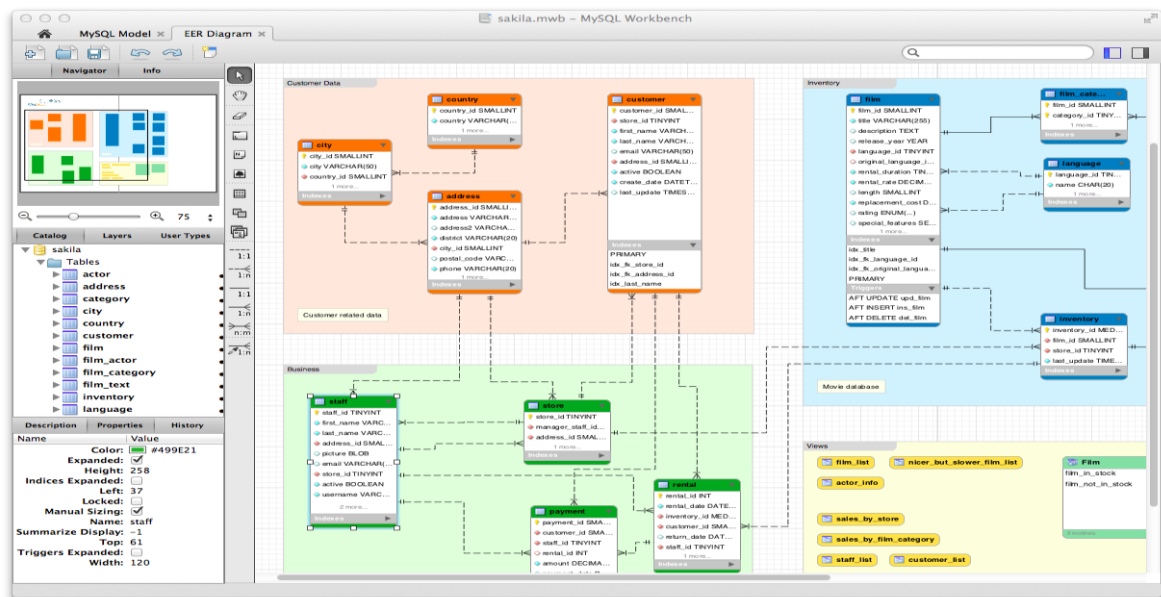 sakila.mwb – MySQL Workbench
MySQL Model
EER Diagram
Navigator
Info
75
Catalog
Layers
User Types
sakila
Tables
actor
address
category
city
country
customer
film
film_actor
film_category
film_text
inventory
language
Description
Properties
History
Name
Value
Color: #499E21
Expanded:
Height: 258
Indices Expanded:
Left: 37
Locked:
Manual Sizing:
Name: staff
Summarize Display: -1
Top: 61
Triggers Expanded:
Width: 120
1:1
1:n
1:1
1:n
n:m
1:n
Customer Data
country
country_id SMALLINT
country VARCHAR(...
1 more...
Indexes
city
city_id SMALLINT
city VARCHAR(50)
country_id SMALLINT
1 more...
Indexes
address
address_id SMALLI...
address VARCHAR...
address2 VARCHA...
district VARCHAR(20)
city_id SMALLINT
postal_code VARC...
phone VARCHAR(20)
1 more...
Indexes
customer
customer_id SMAL...
store_id TINYINT
first_name VARCH...
last_name VARCH...
email VARCHAR(50)
address_id SMALLI...
active BOOLEAN
create_date DATET...
last_update TIMES...
Indexes
PRIMARY
idx_fk_store_id
idx_fk_address_id
idx_last_name
Customer related data
Inventory
film
film_id SMALLINT
title VARCHAR(255)
description TEXT
release_year YEAR
language_id TINYINT
original_language_i...
rental_duration TIN...
rental_rate DECIM...
length SMALLINT
replacement_cost D...
rating ENUM(...)
special_features SE...
1 more...
Indexes
idx_title
idx_fk_language_id
idx_fk_original_langua...
PRIMARY
Triggers
AFT UPDATE upd_film
AFT INSERT ins_film
AFT DELETE del_film
film_cate...
film_id SMALLINT
category_id TINY...
1 more...
Indexes
language
language_id TIN...
name CHAR(20)
1 more...
Indexes
inventory
inventory_id MED...
film_id SMALLINT
store_id TINYINT
last_update TIME...
Indexes
Movie database
Business
staff
staff_id TINYINT
first_name VARC...
last_name VARC...
address_id SMAL...
picture BLOB
email VARCHAR(...
store_id TINYINT
active BOOLEAN
username VARC...
2 more...
Indexes
store
store_id TINYINT
manager_staff_id...
address_id SMAL...
1 more...
Indexes
payment
payment_id SMA...
customer_id SMA...
staff_id TINYINT
rental_id INT
amount DECIMA...
rental
rental_id INT
rental_date DATE...
inventory_id MED...
customer_id SMA...
return_date DAT...
staff_id TINYINT
1 more...
Indexes
Views
film_list
nicer_but_slower_film_list
actor_info
sales_by_store
sales_by_film_category
staff_list
customer_list
Film
film_in_stock
film_not_in_stock